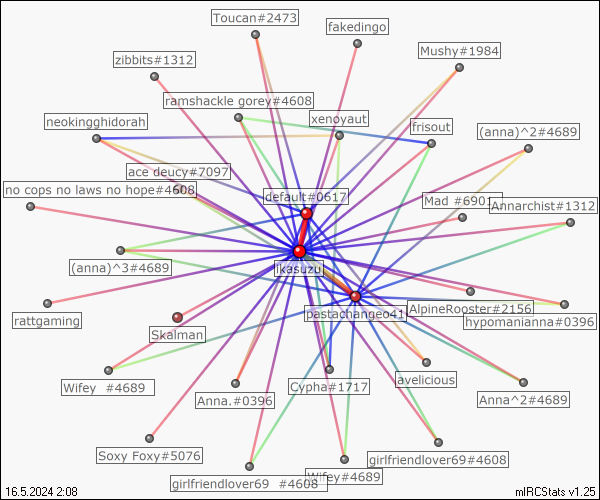 Toucan#2473
fakedingo
Mushy#1984
zibbits#1312
ramshackle gorey#4608
neokingghidorah
xenoyaut
frisout
(anna)^2#4689
ace deucy#7097
no cops no laws no hope#4608
default#0617
Mad #6901
Annarchist#1312
(anna)^3#4689
ikasuzu
rattgaming
Skalman
pastachangeo41
AlpineRooster#2156
hypomanianna#0396
Wifey #4689
Anna.#0396
Cypha#1717
lavelicious
Anna^2#4689
Soxy Foxy#5076
girlfriendlover69 #4608
Wifey#4689
girlfriendlover69#4608
16.5.2024 2:08
mIRCStats v1.25